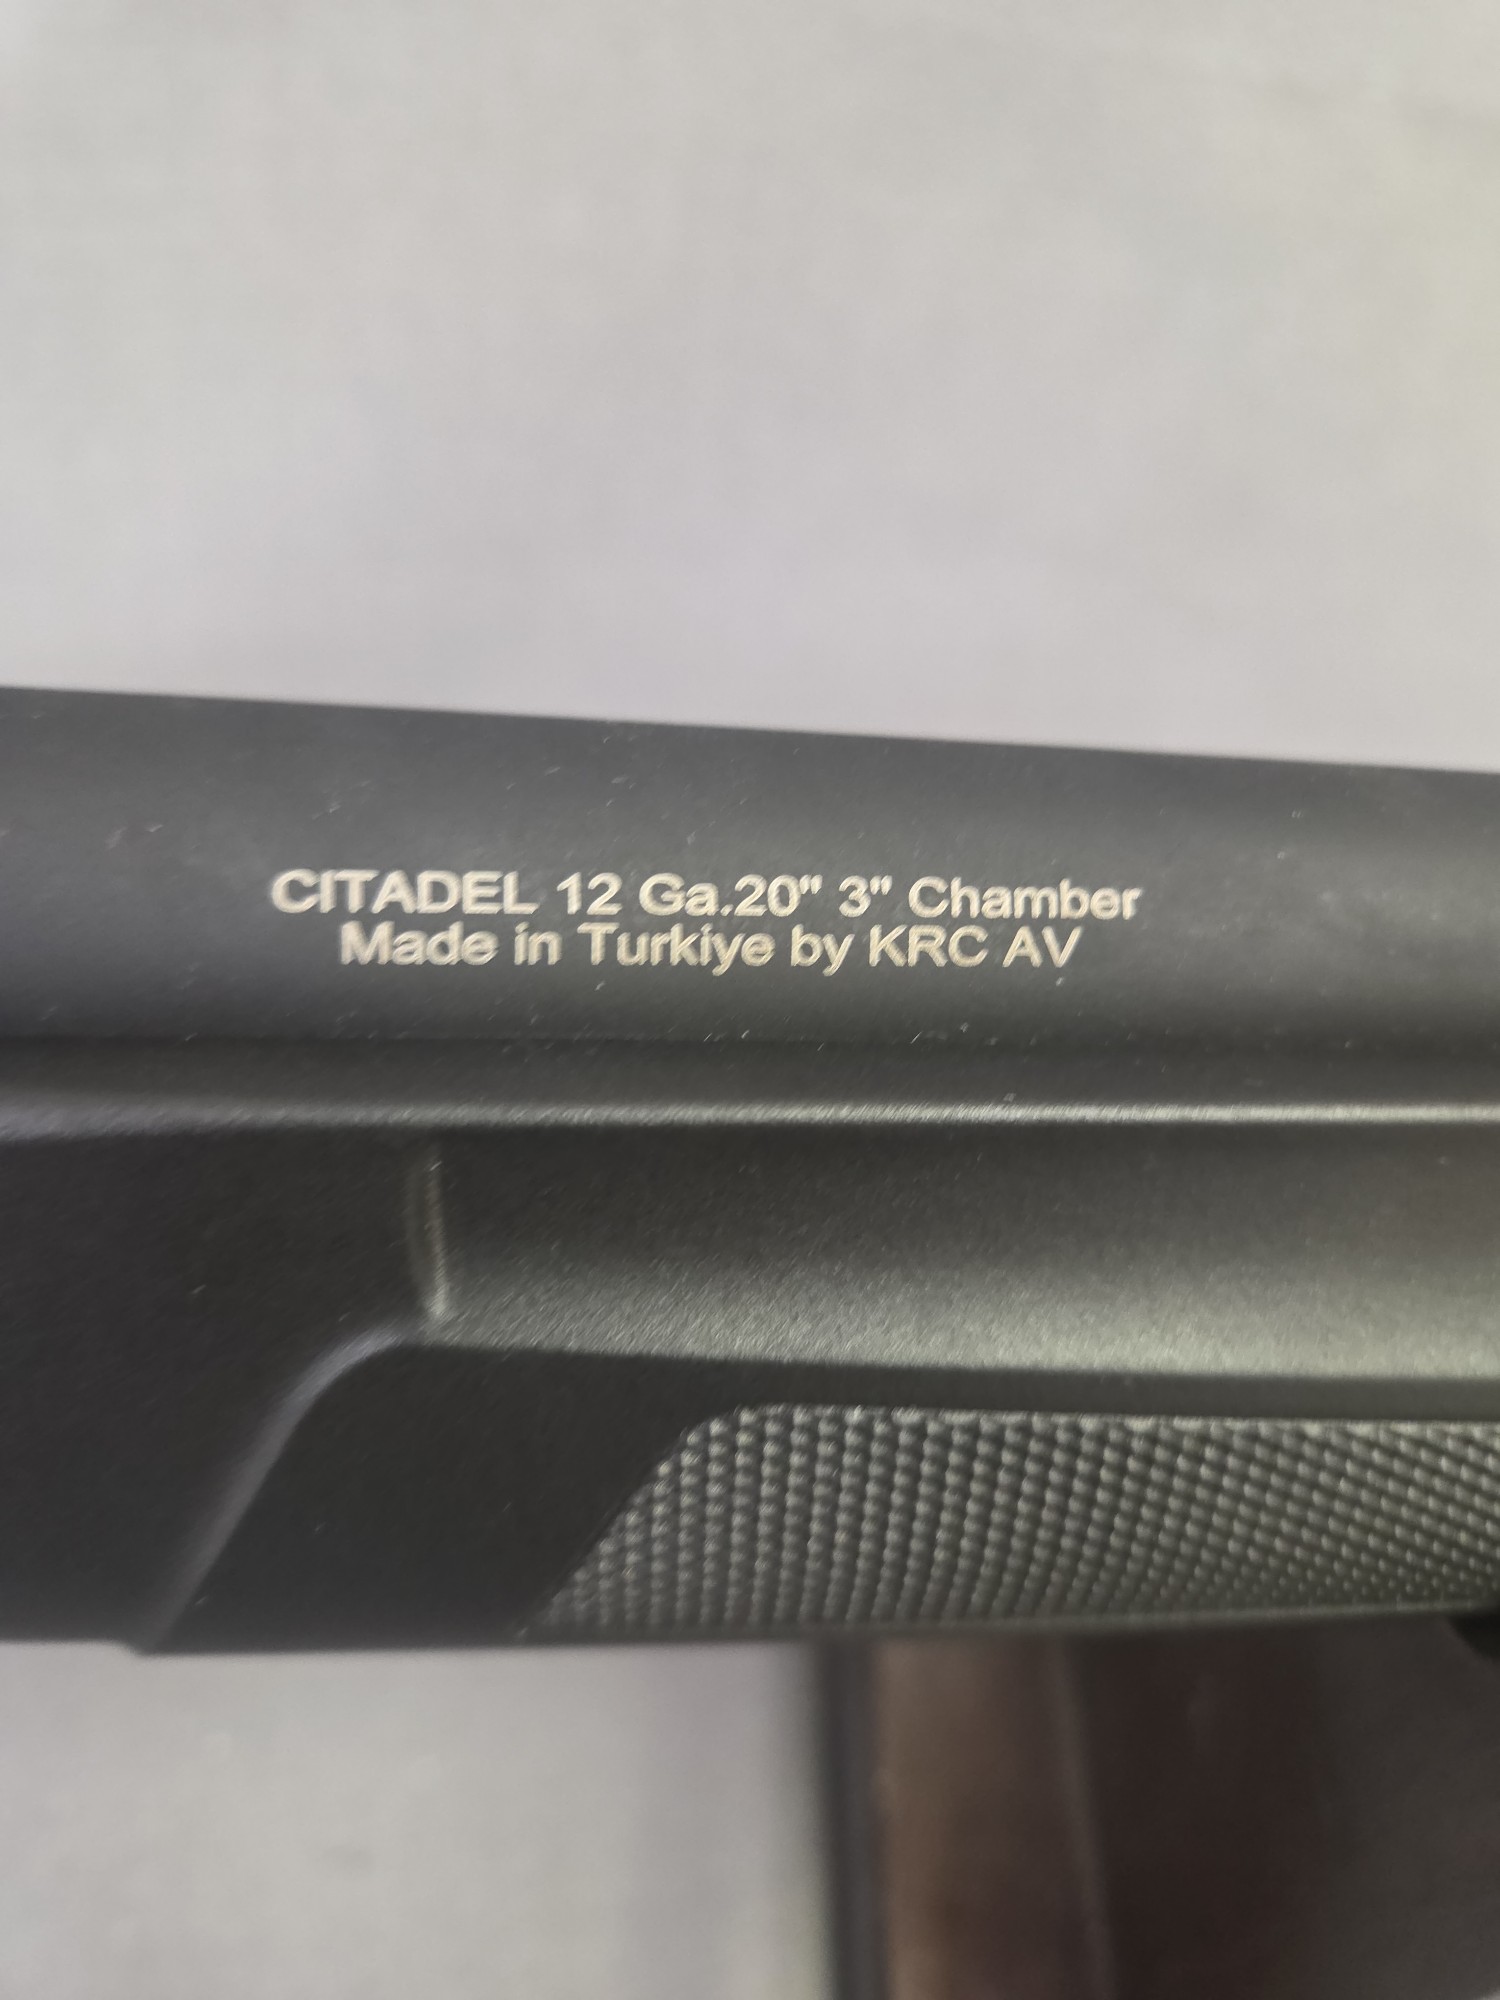 CITADEL 12 Ga.20" 3" Chamber
Made in Turkiye by KRC AV